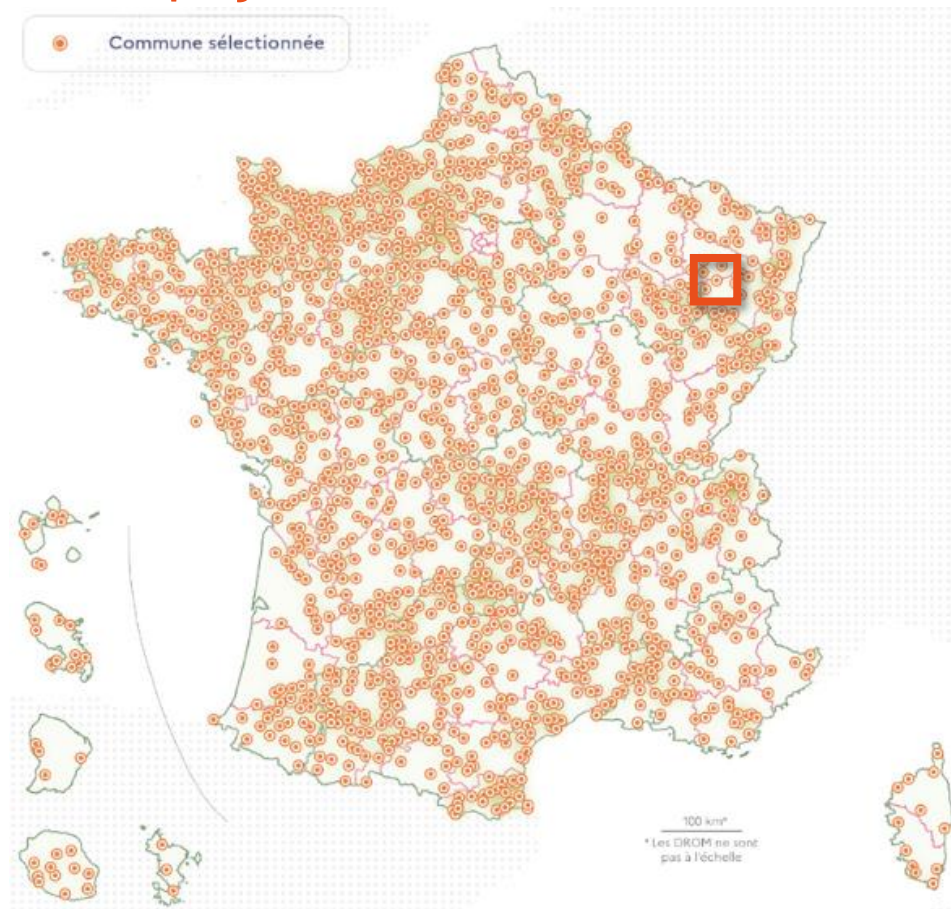 Commune sélectionnée
100 km*
* Les DROM ne sont
pas à l'échelle